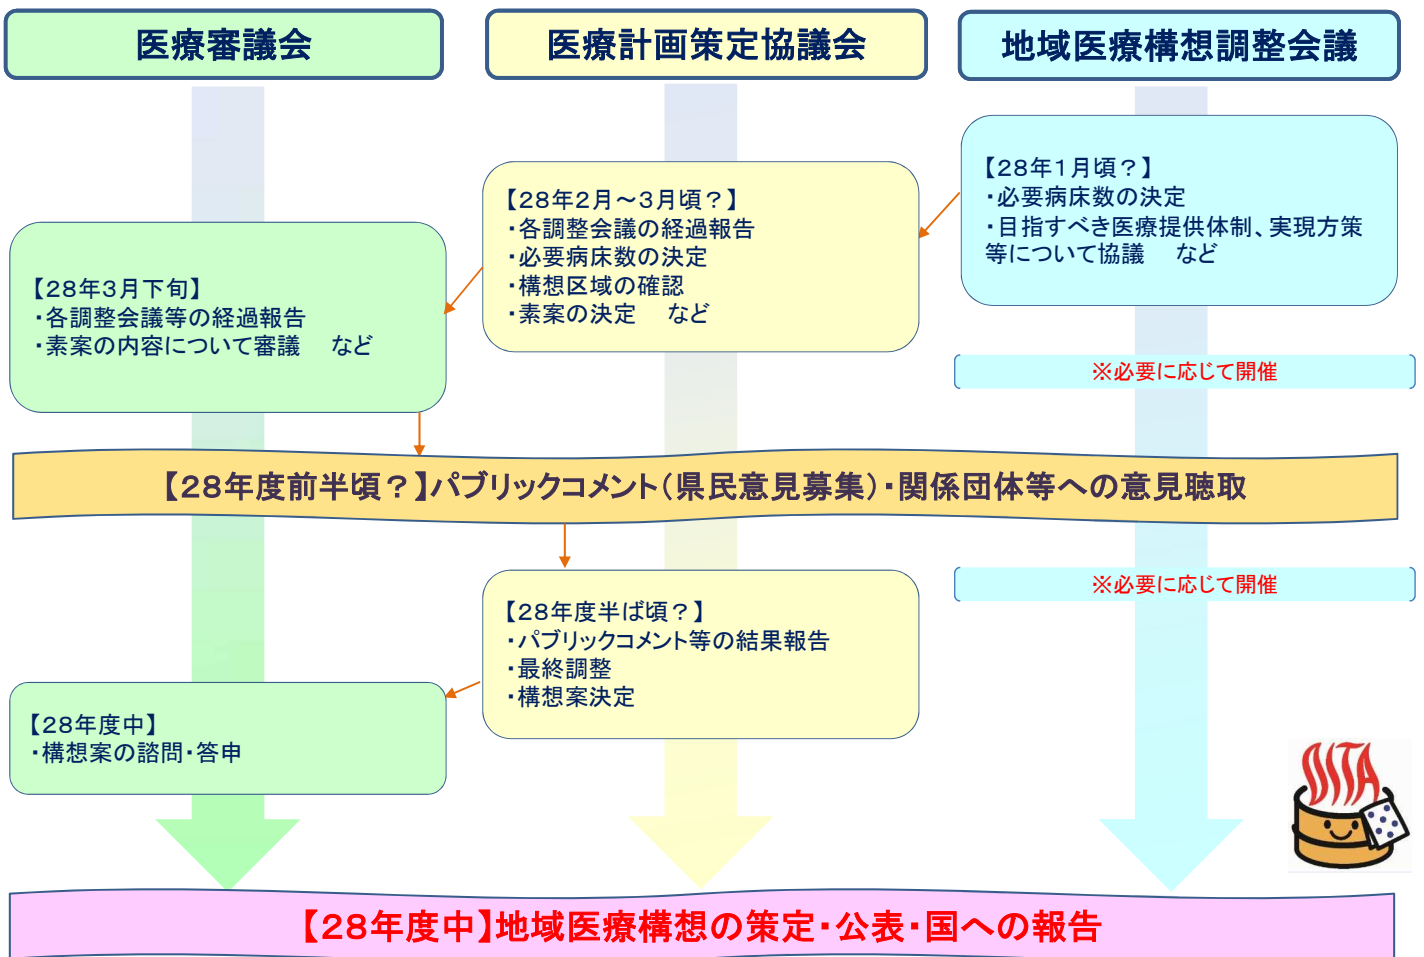 医療審議会
医療計画策定協議会
地域医療構想調整会議
【28年1月頃？】
・必要病床数の決定
・目指すべき医療提供体制、実現方策
等について協議　など
【28年2月～3月頃？】
・各調整会議の経過報告
・必要病床数の決定
・構想区域の確認
・素案の決定　など
【28年3月下旬】
・各調整会議等の経過報告
・素案の内容について審議　など
※必要に応じて開催
【28年度前半頃？】パブリックコメント（県民意見募集）・関係団体等への意見聴取
※必要に応じて開催
【28年度半ば頃？】
・パブリックコメント等の結果報告
・最終調整
・構想案決定
【28年度中】
・構想案の諮問・答申
OITA
【28年度中】地域医療構想の策定・公表・国への報告